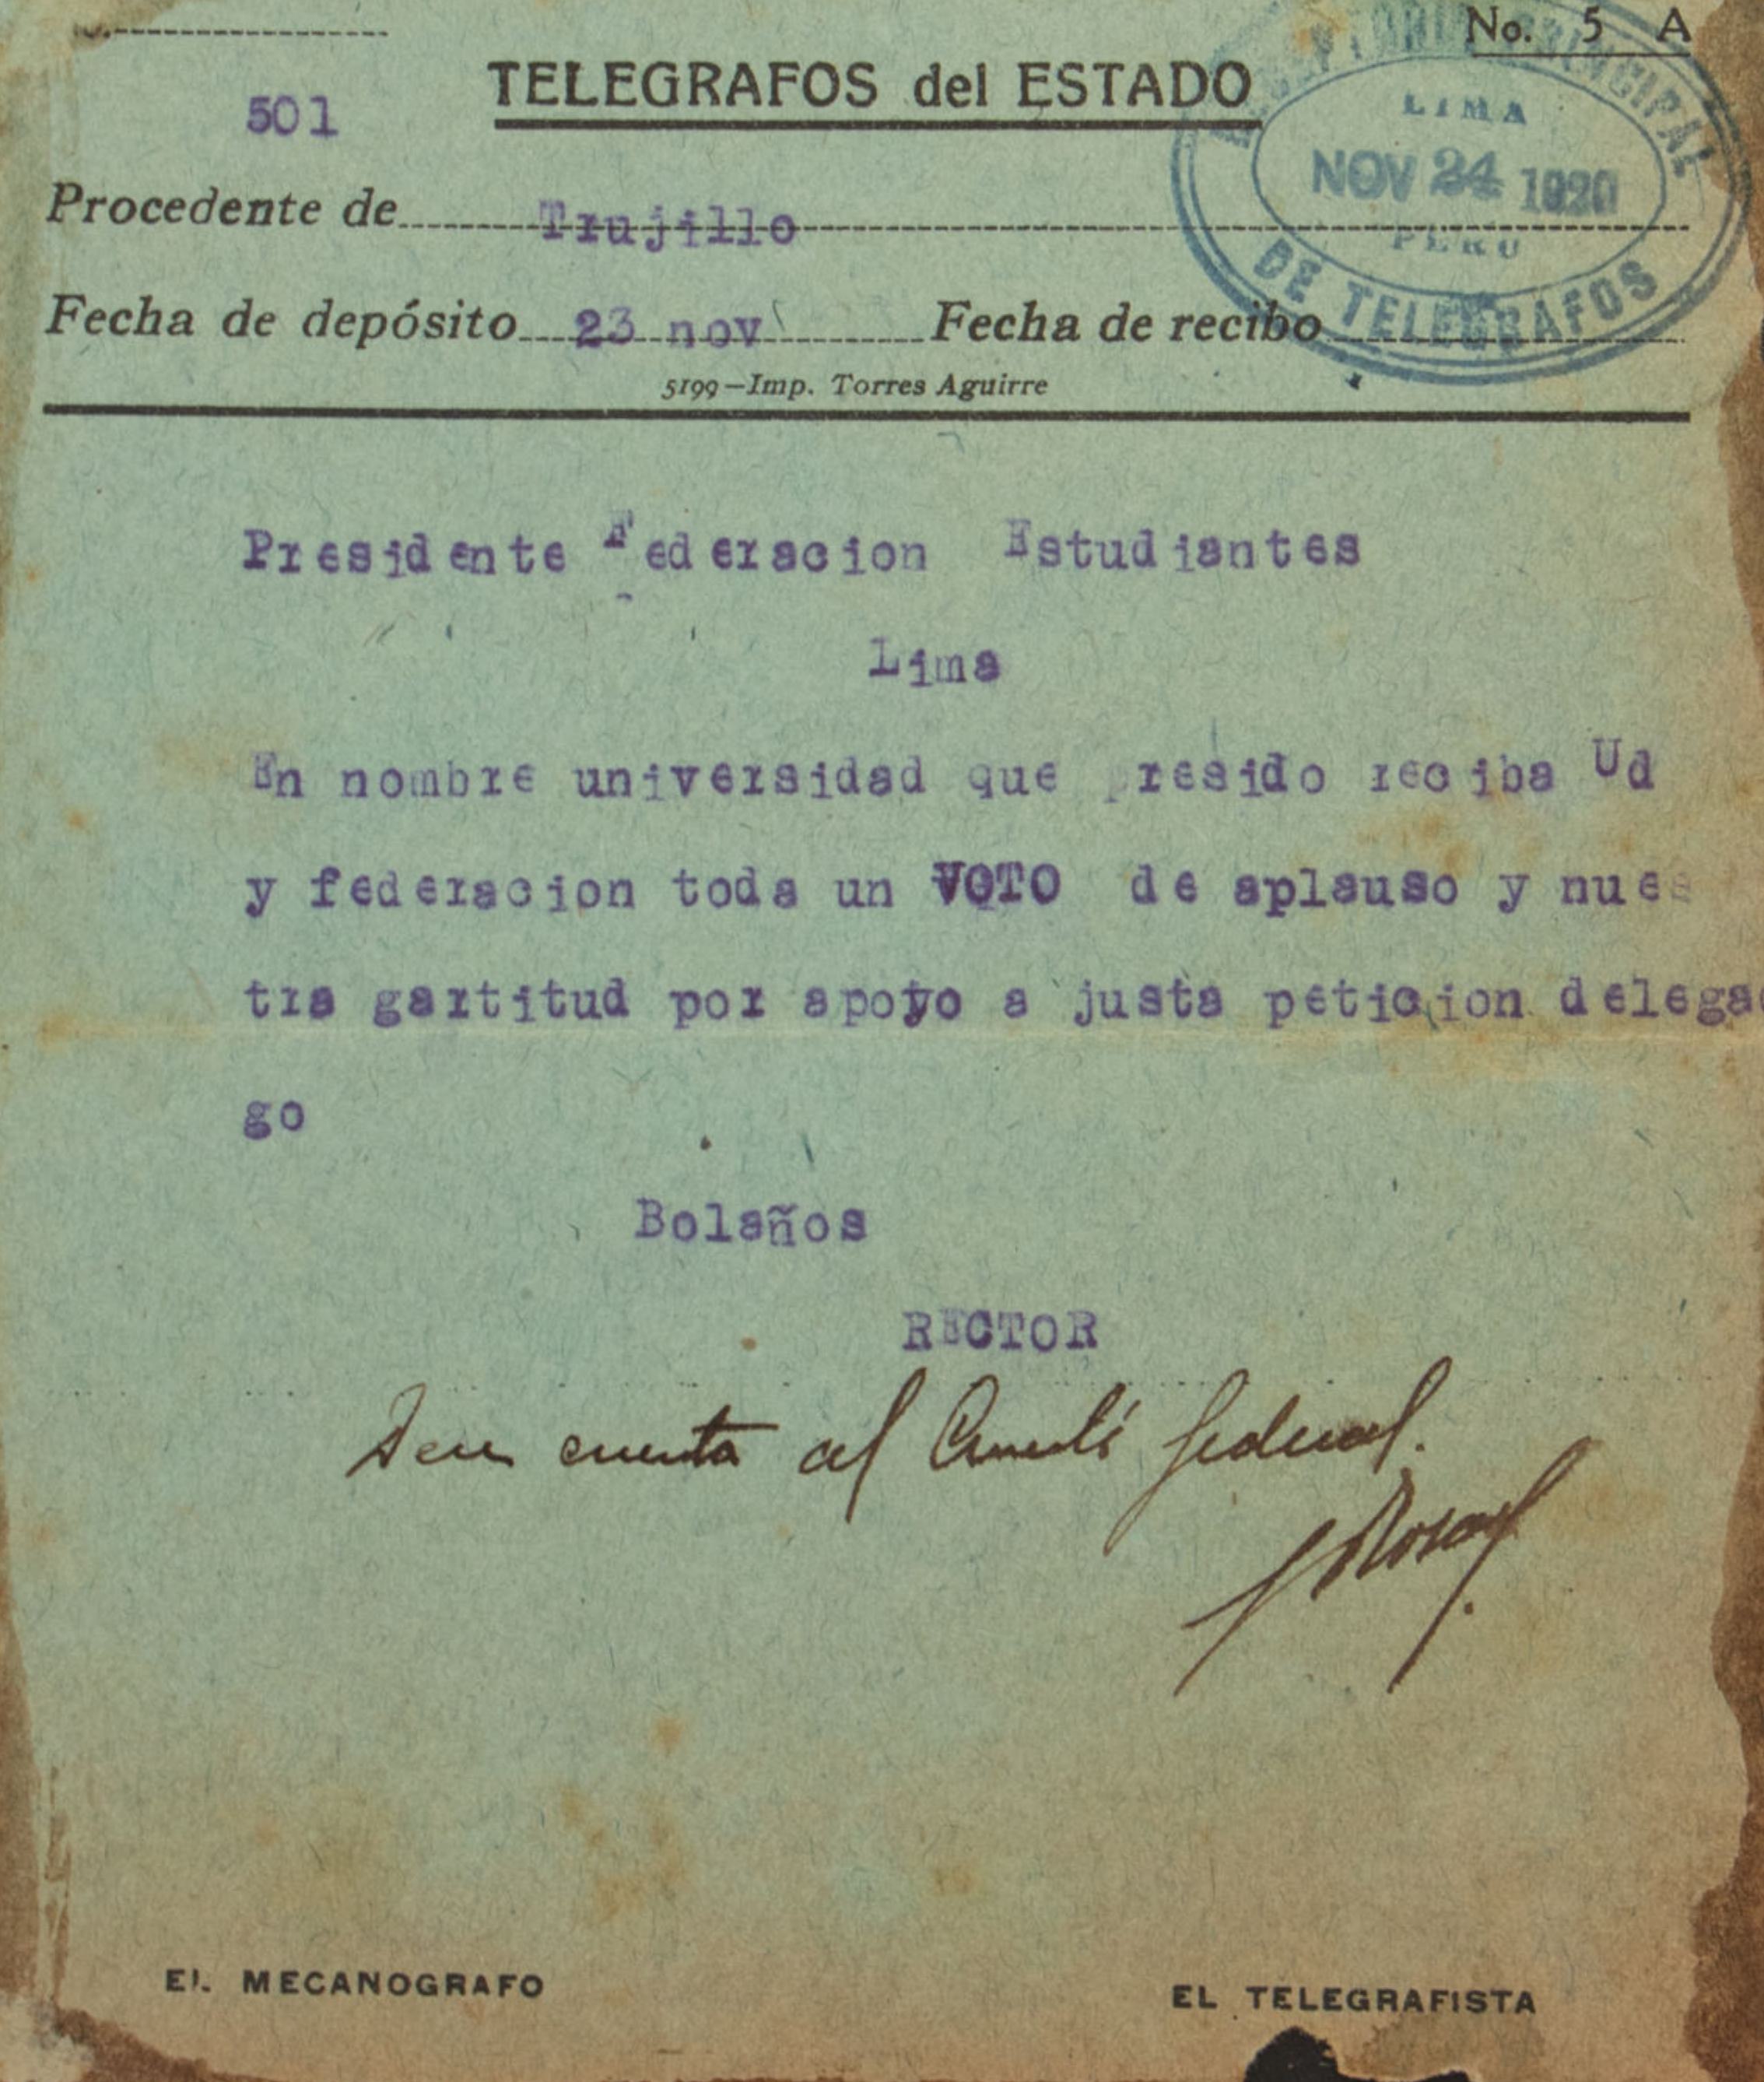 No. 5 A
TELEGRAFOS del ESTADO
501
LIMA
NOV 24 1920
PERU
PRINCIPAL
DE TELEGRAFOS
Procedente de Trujillo
Fecha de depósito 23 nov Fecha de recibo
5199—Imp. Torres Aguirre
Presidente Federacion Estudiantes
Lima
En nombre universidad que presido reciba Ud
y federacion toda un VOTO de aplauso y nues
tra gartitud por apoyo a justa peticion delega
go
Bolaños
RECTOR
cuenta al federal.
EL MECANOGRAFO
EL TELEGRAFISTA